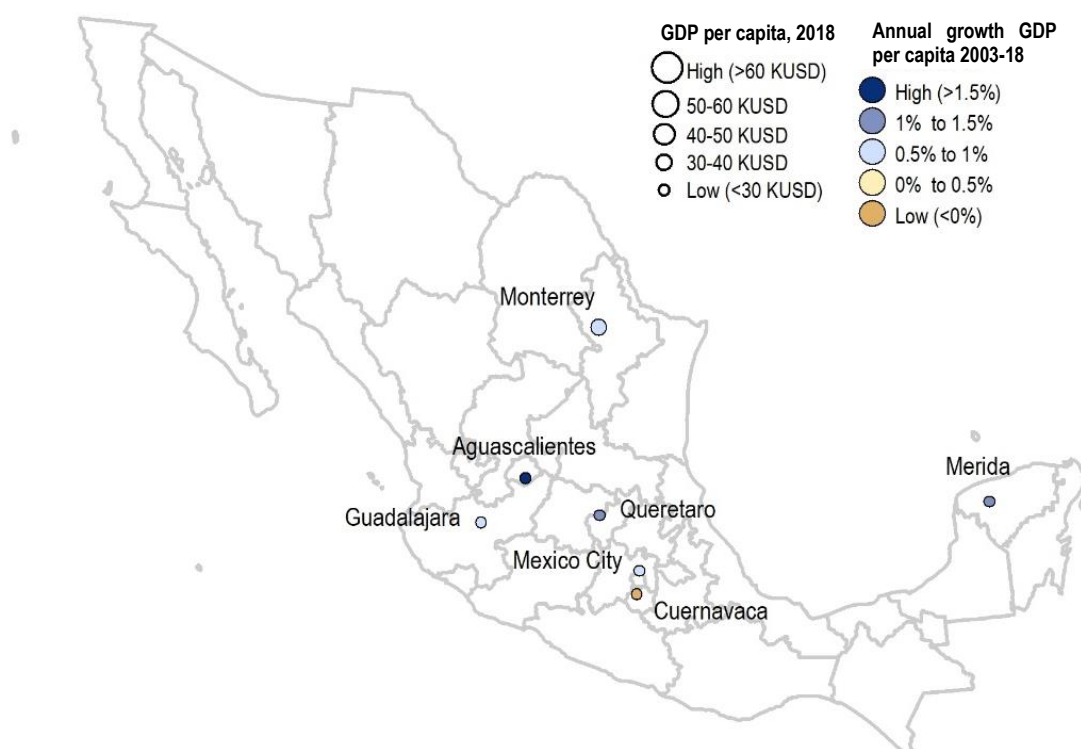 GDP per capita, 2018
High (>60 KUSD)
50-60 KUSD
40-50 KUSD
30-40 KUSD
Low (<30 KUSD)
Annual growth GDP
per capita 2003-18
High (>1.5%)
1% to 1.5%
0.5% to 1%
0% to 0.5%
Low (<0%)
Monterrey
Aguascalientes
Merida
Guadalajara
Queretaro
Mexico City
Cuernavaca